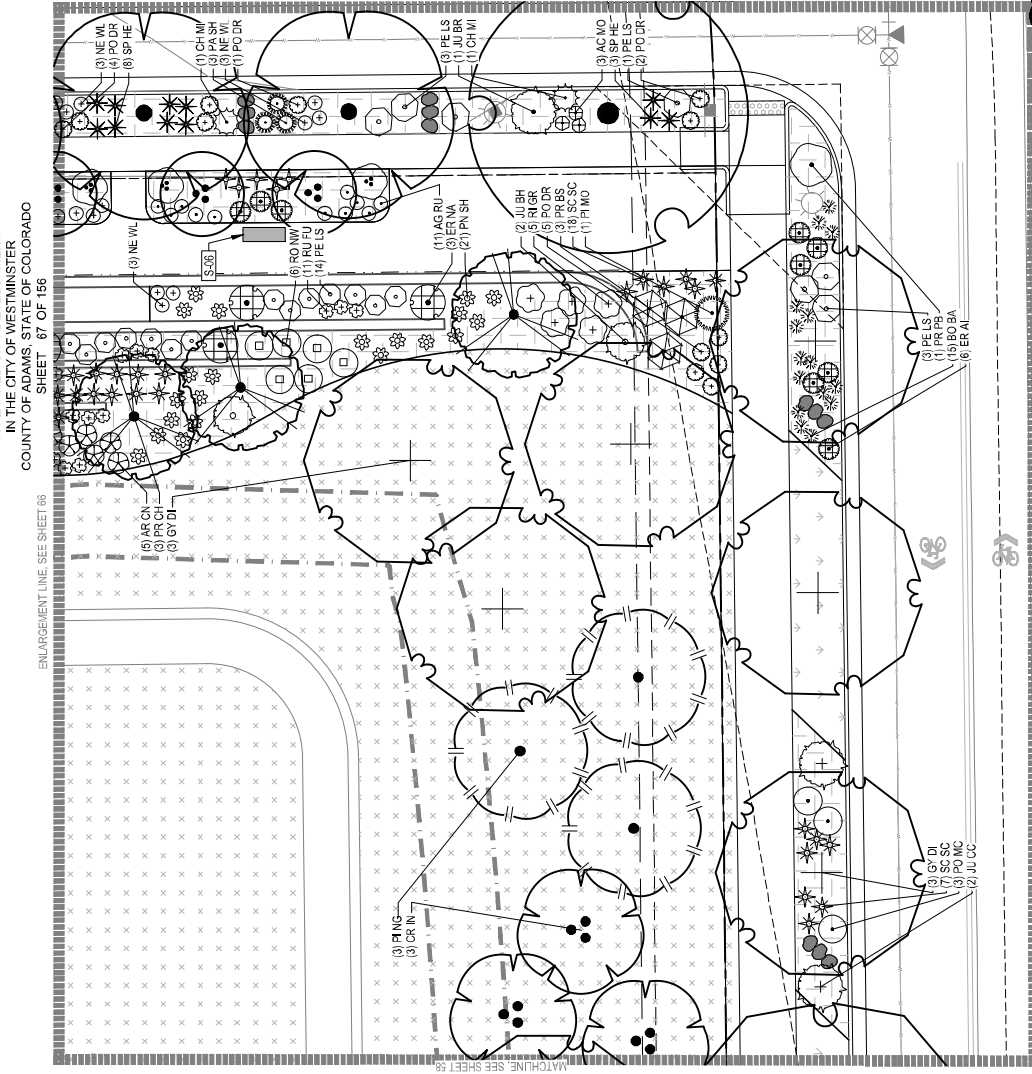 IN THE CITY OF WESTMINSTER
COUNTY OF ADAMS, STATE OF COLORADO
SHEET 67 OF 156
ENLARGEMENT LINE, SEE SHEET 66
(3) NE WL
(4) PO DR
(8) SP HE
(1) CH MI
(3) PA SH
(3) NE WL
(1) PO DR
(3) PE LS
(1) JU BR
(1) CH MI
(3) AC MO
(3) SP HE
(1) PE LS
(2) PO DR
(3) NE WL
S-06
(6) RO NW
(11) RU FU
(14) PE LS
(11) AG RU
(3) ER NA
(21) PN SH
(2) JU BH
(5) RI GR
(5) PO DR
(3) PR BS
(18) SC SC
(1) PI MO
(3) PE LS
(1) PR PB
(15) BO BA
(6) ER AI
(5) AR CN
(3) PR CH
(3) GY DI
(3) PI NG
(3) CR IN
(3) GY DI
(7) SC SC
(3) PO MC
(2) JU CC
MATCHLINE, SEE SHEET 58